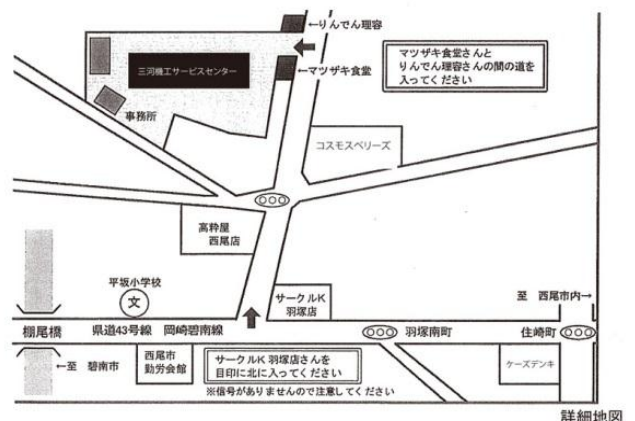 ←りんでん理容
三河機工サービスセンター
←マツザキ食堂
マツザキ食堂さんと
りんでん理容さんの間の道を
入ってください
事務所
コスモスベリーズ
高粋屋
西尾店
平坂小学校
文
サークルK
羽塚店
至 西尾市内→
棚尾橋
県道43号線 岡崎碧南線
羽塚南町
住崎町
←至 碧南市
西尾市
勤労会館
サークルK 羽塚店さんを
目印に北に入ってください
※信号がありませんので注意してください
ケーズデンキ
詳細地図